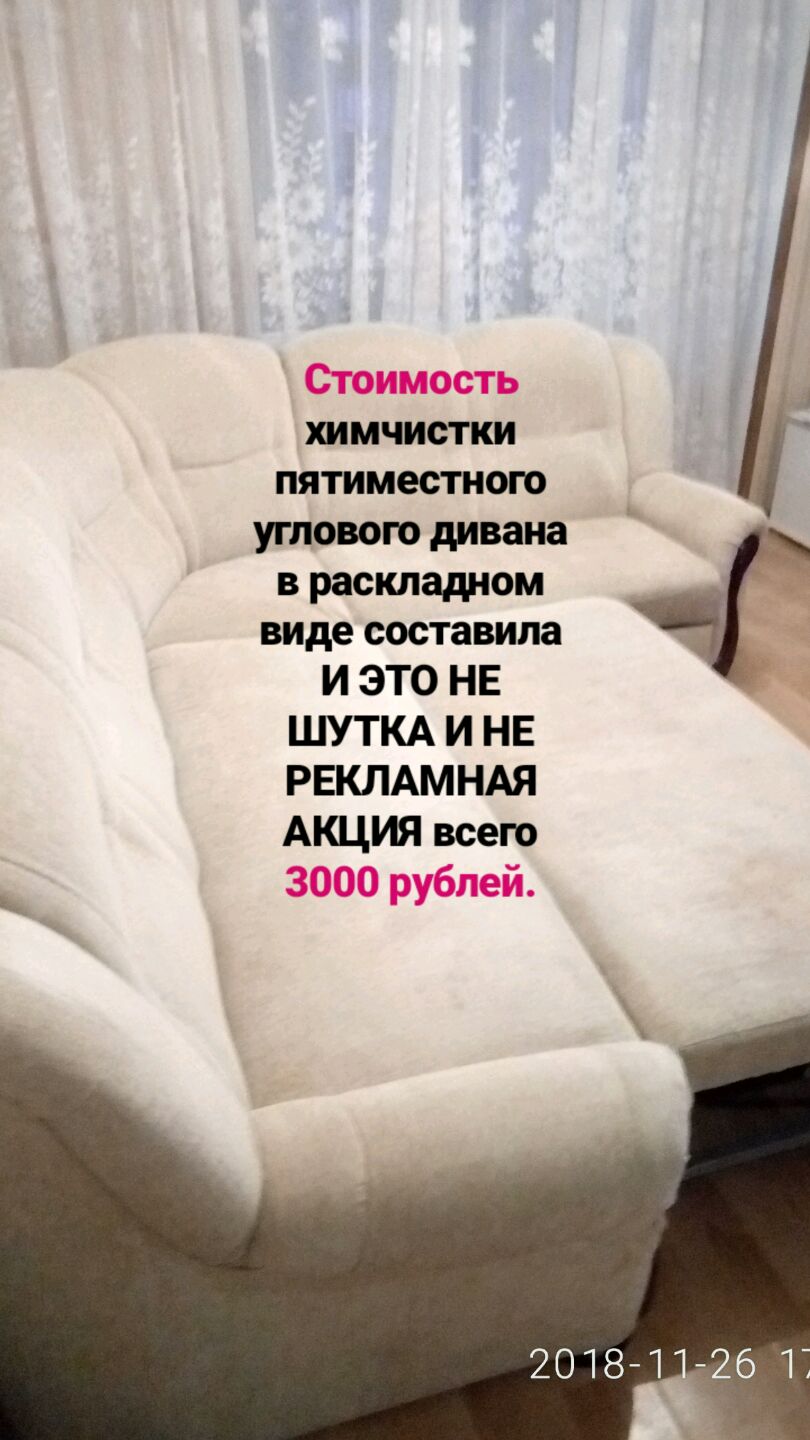 Стоимость
химчистки
пятиместного
углового дивана
в раскладном
виде составила
И ЭТО НЕ
ШУТКА И НЕ
РЕКЛАМНАЯ
АКЦИЯ всего
3000 рублей.
2018-11-26 17